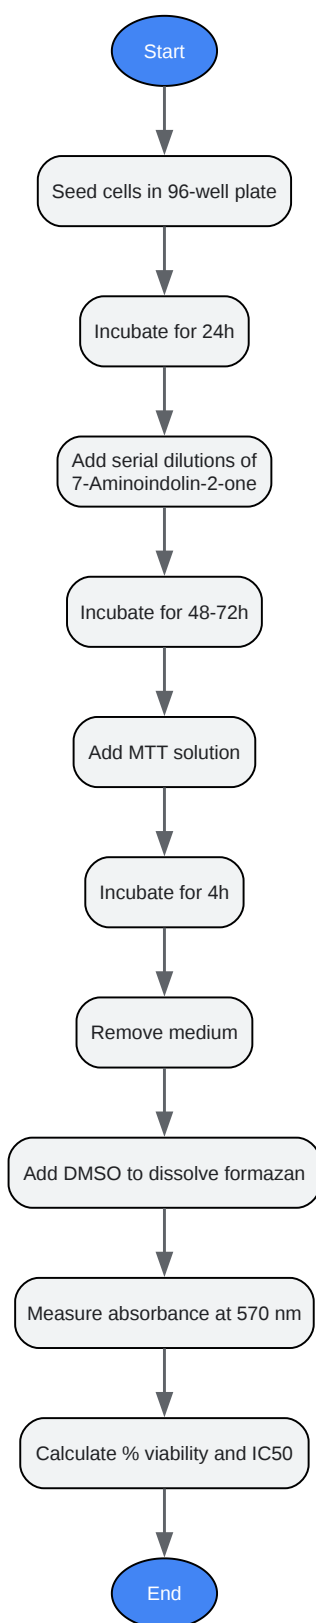 Start
Seed cells in 96-well plate
Incubate for 24h
Add serial dilutions of
7-Aminoindolin-2-one
Incubate for 48-72h
Add MTT solution
Incubate for 4h
Remove medium
Add DMSO to dissolve formazan
Measure absorbance at 570 nm
Calculate % viability and IC50
End